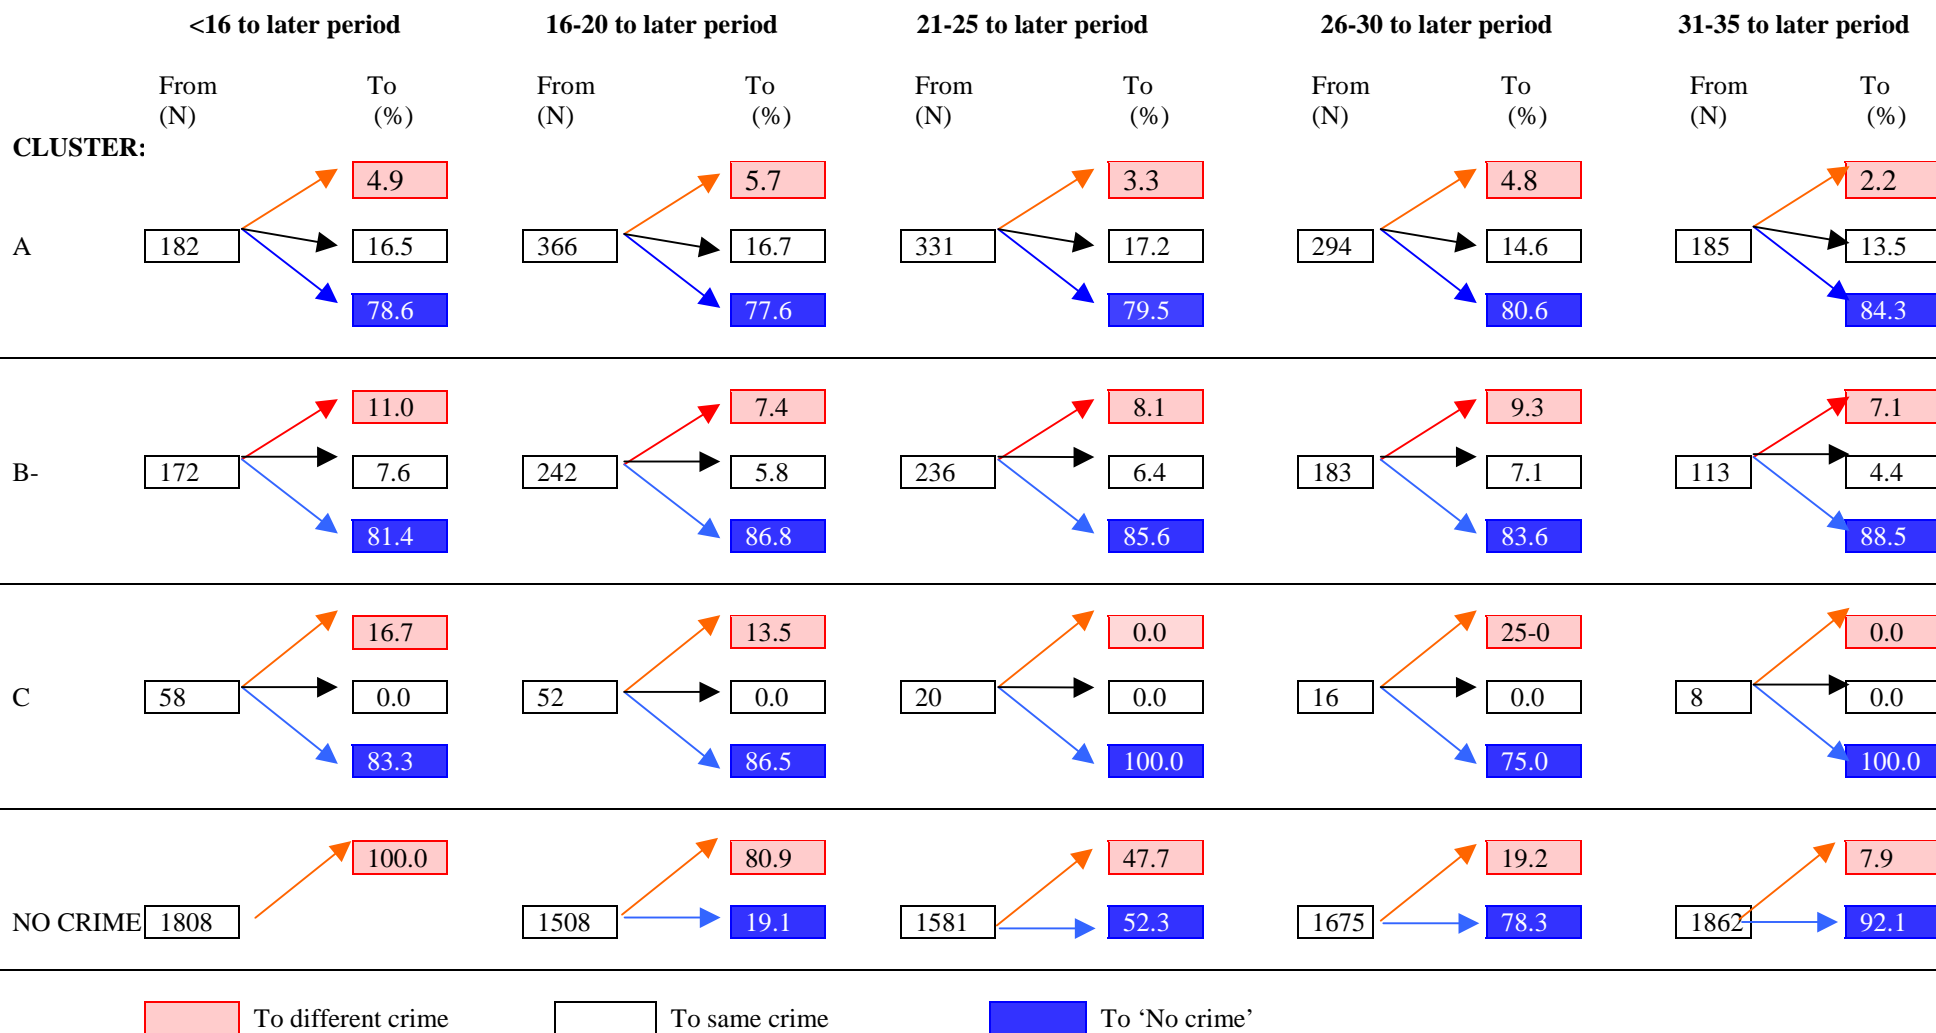 <16 to later period 16-20 to later period 21-25 to later period 26-30 to later period 31-35 to later period
From To From To From To From To From To
(N) (%) (N) (%) (N) (%) (N) (%) (N) (%)
CLUSTER:
4.9 5.7 3.3 4.8 2.2
A 182 16.5 366 16.7 331 17.2 294 14.6 185 13.5
78.6 77.6 79.5 80.6 84.3
11.0 7.4 8.1 9.3 7.1
B- 172 7.6 242 5.8 236 6.4 183 7.1 113 4.4
81.4 86.8 85.6 83.6 88.5
16.7 13.5 0.0 25-0 0.0
C 58 0.0 52 0.0 20 0.0 16 0.0 8 0.0
83.3 86.5 100.0 75.0 100.0
100.0 80.9 47.7 19.2 7.9
NO CRIME 1808 1508 19.1 1581 52.3 1675 78.3 1862 92.1
To different crime To same crime To ‘No crime’